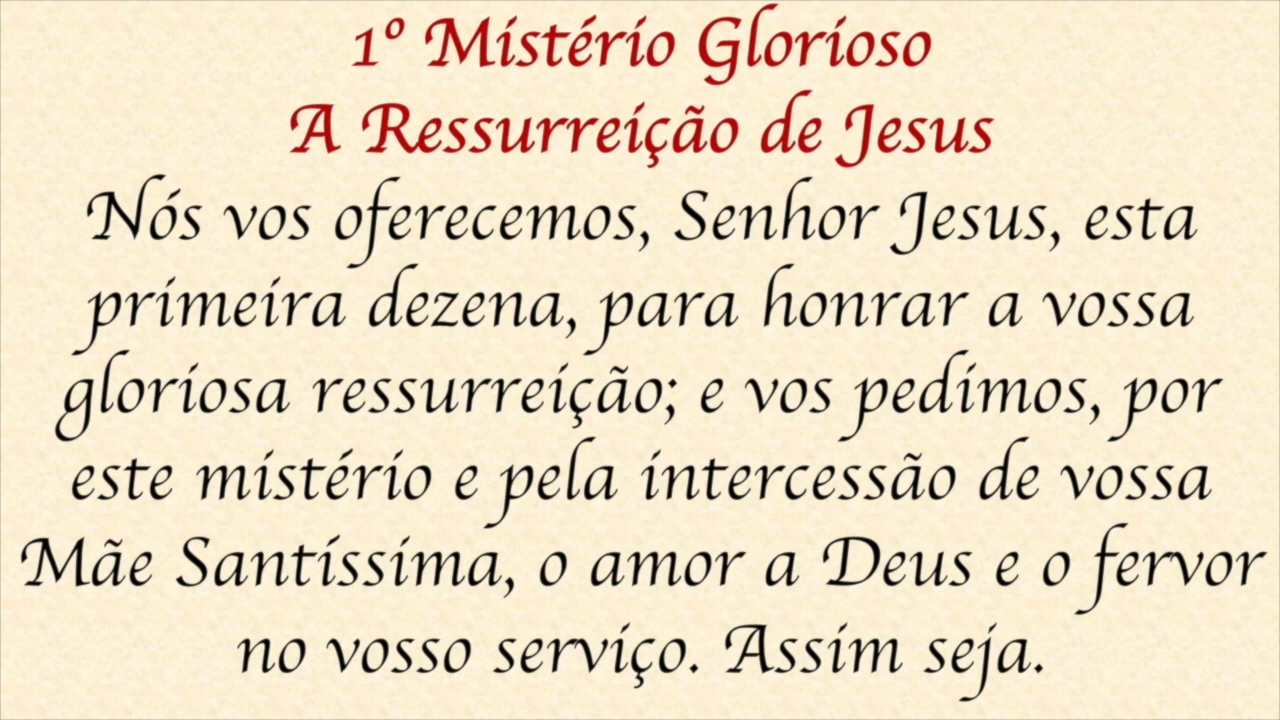 1º Mistério Glorioso
A Ressurreição de Jesus
Nós vos oferecemos, Senhor Jesus, esta
primeira dezena, para honrar a vossa
gloriosa ressurreição; e vos pedimos, por
este mistério e pela intercessão de vossa
Mãe Santíssima, o amor a Deus e o fervor
no vosso serviço. Assim seja.